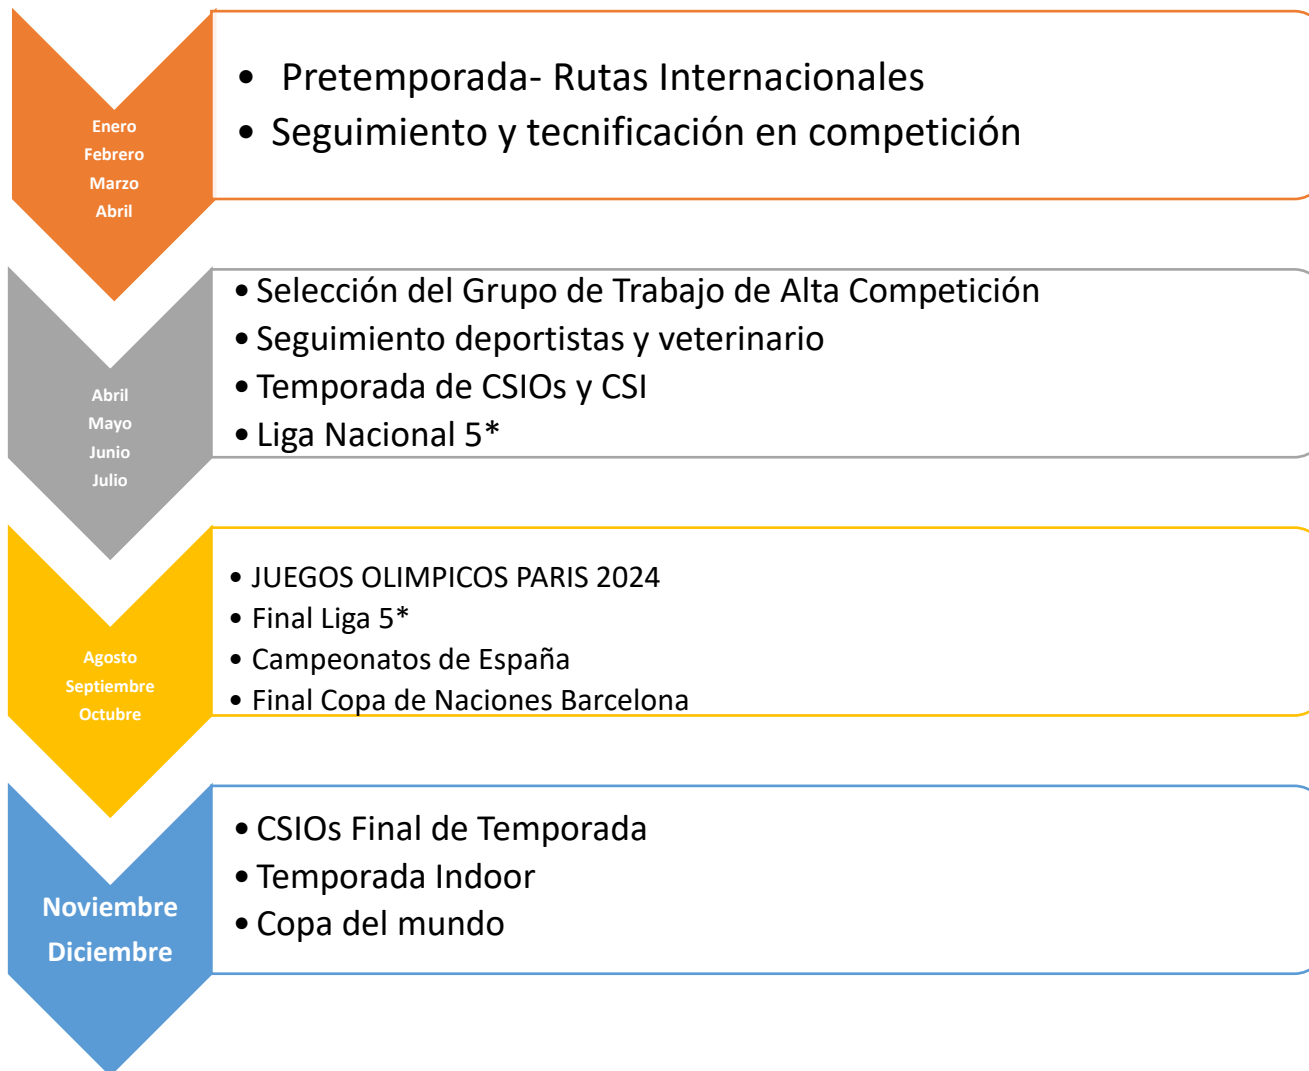 Enero
Febrero
Marzo
Abril
• Pretemporada- Rutas Internacionales
• Seguimiento y tecnificación en competición
Abril
Mayo
Junio
Julio
• Selección del Grupo de Trabajo de Alta Competición
• Seguimiento deportistas y veterinario
• Temporada de CSIOs y CSI
• Liga Nacional 5*
Agosto
Septiembre
Octubre
• JUEGOS OLIMPICOS PARIS 2024
• Final Liga 5*
• Campeonatos de España
• Final Copa de Naciones Barcelona
Noviembre
Diciembre
• CSIOs Final de Temporada
• Temporada Indoor
• Copa del mundo